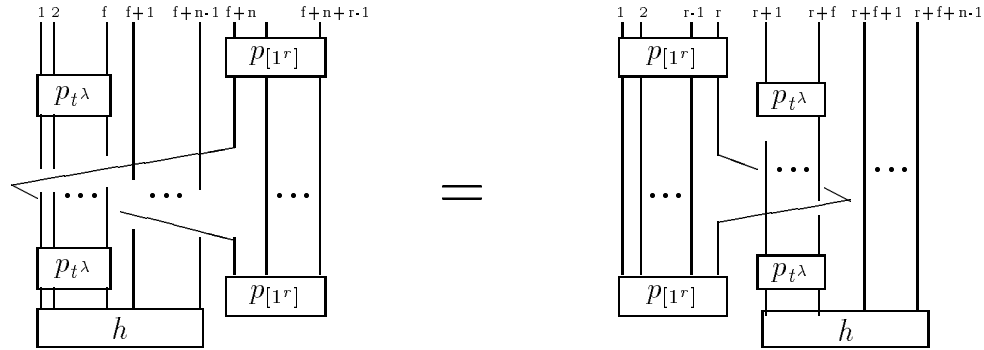 1 2 f f+1 f+n-1 f+n f+n+r-1 1 2 r-1 r r+1 r+f r+f+1 r+f+n-1
p_{[1^r]} p_{[1^r]}
p_{t^λ} p_{t^λ}
... ... ... = ... ... ...
p_{t^λ} p_{t^λ}
p_{[1^r]} p_{[1^r]}
h h